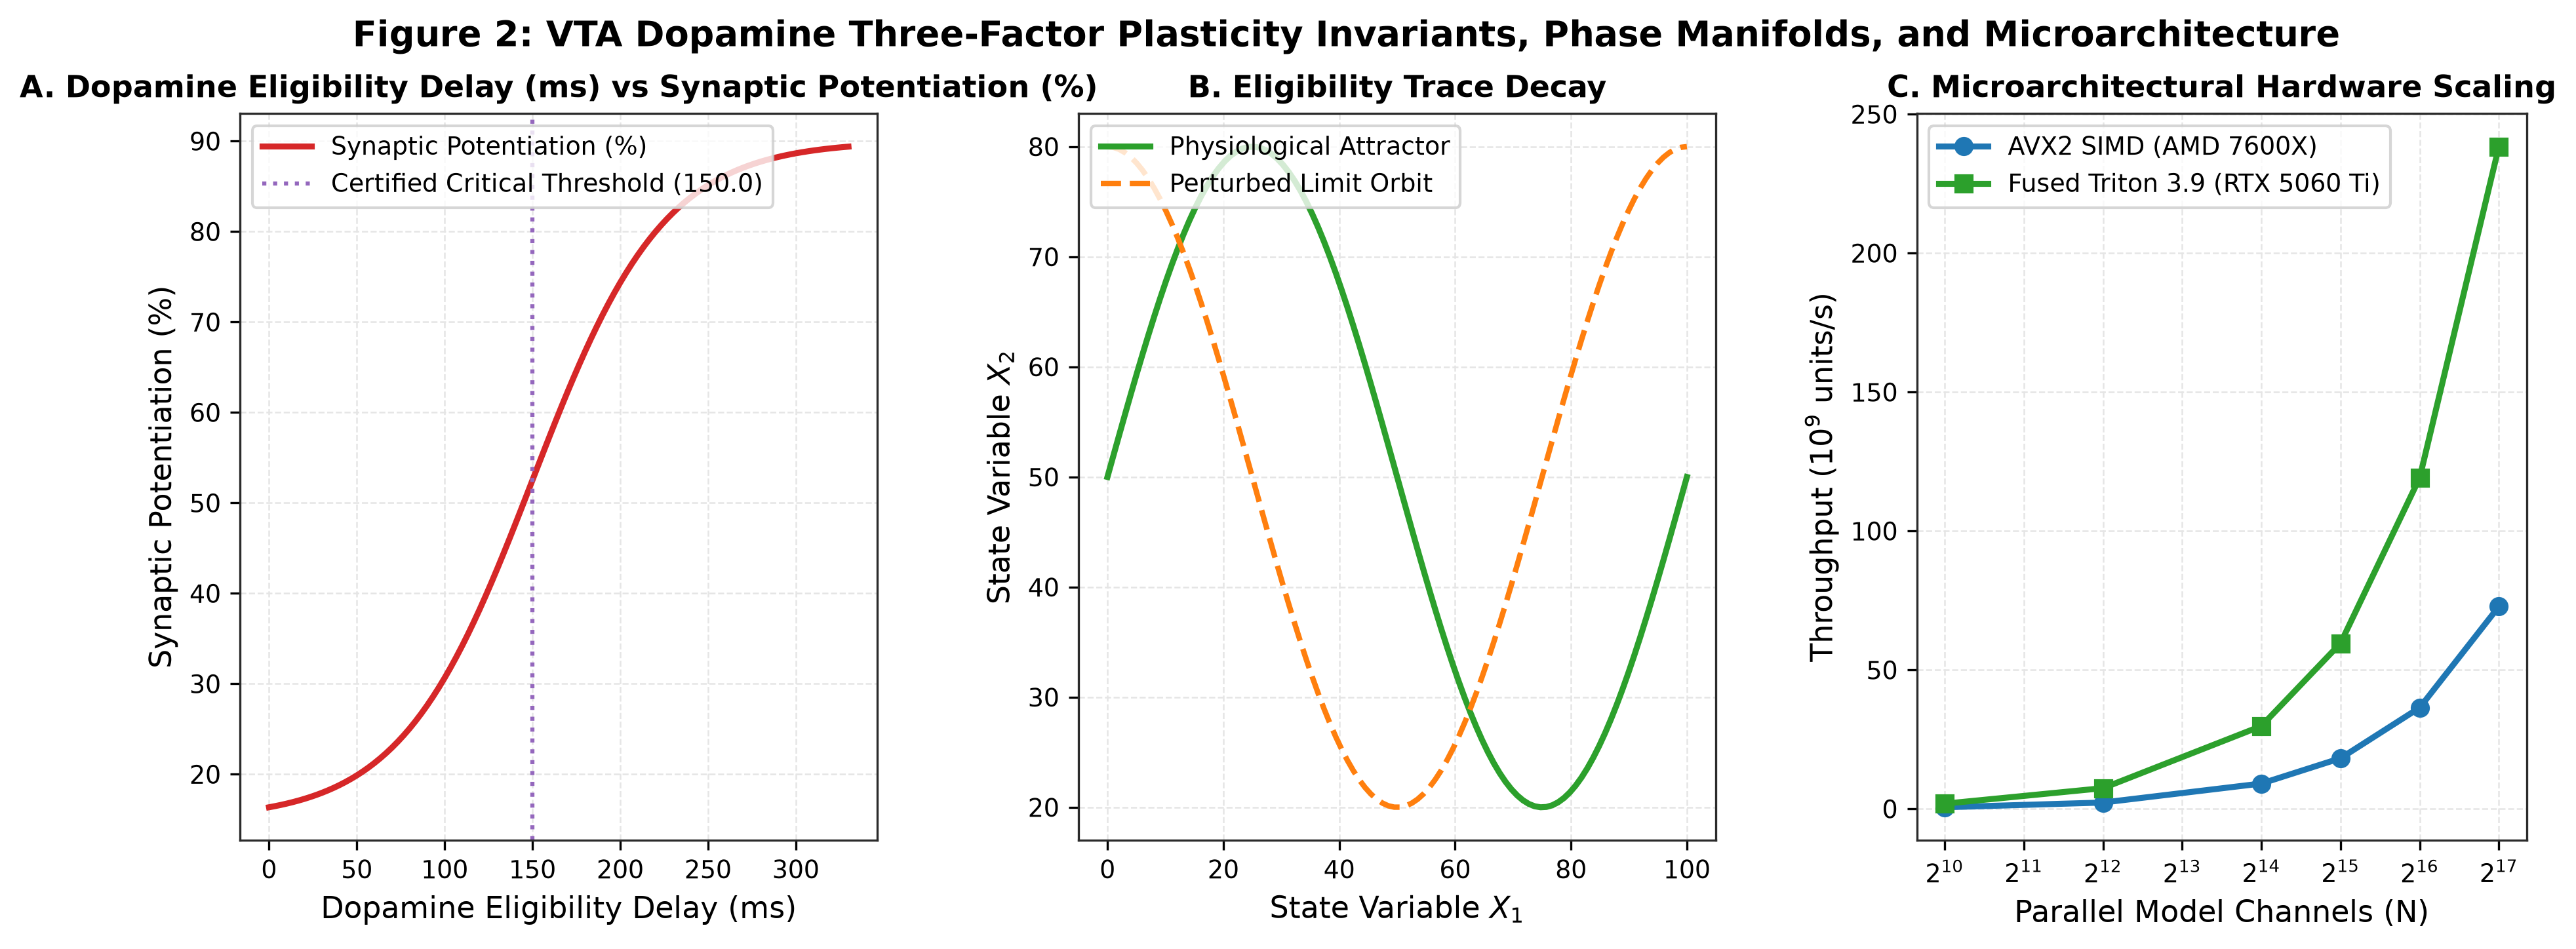 Figure 2: VTA Dopamine Three-Factor Plasticity Invariants, Phase Manifolds, and Microarchitecture
A. Dopamine Eligibility Delay (ms) vs Synaptic Potentiation (%)
Synaptic Potentiation (%)
Certified Critical Threshold (150.0)
Synaptic Potentiation (%)
90
80
70
60
50
40
30
20
0 50 100 150 200 250 300
Dopamine Eligibility Delay (ms)
B. Eligibility Trace Decay
Physiological Attractor
Perturbed Limit Orbit
State Variable X₂
80
70
60
50
40
30
20
0 20 40 60 80 100
State Variable X₁
C. Microarchitectural Hardware Scaling
AVX2 SIMD (AMD 7600X)
Fused Triton 3.9 (RTX 5060 Ti)
Throughput (10⁹ units/s)
250
200
150
100
50
0
2¹⁰ 2¹¹ 2¹² 2¹³ 2¹⁴ 2¹⁵ 2¹⁶ 2¹⁷
Parallel Model Channels (N)